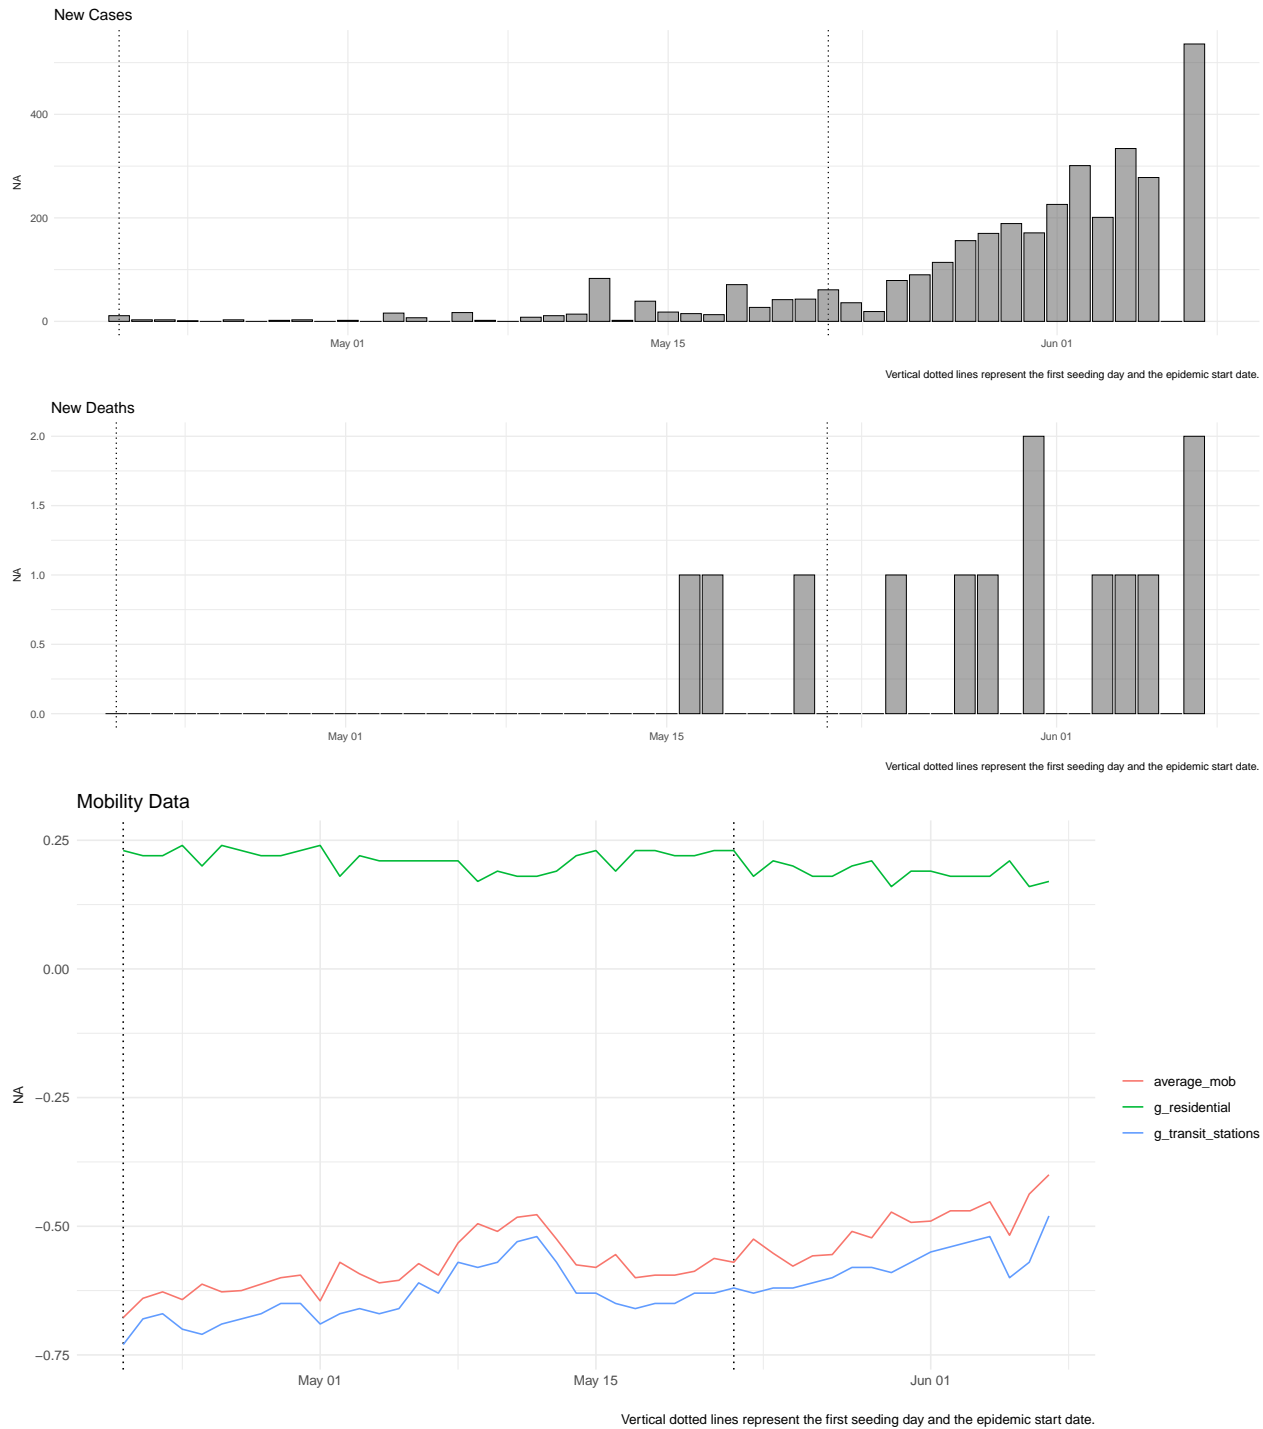 New Cases
400
200
0
NA
May 01 May 15 Jun 01
Vertical dotted lines represent the first seeding day and the epidemic start date.
New Deaths
2.0
1.5
1.0
0.5
0.0
NA
May 01 May 15 Jun 01
Vertical dotted lines represent the first seeding day and the epidemic start date.
Mobility Data
0.25
0.00
−0.25
−0.50
−0.75
NA
average_mob
g_residential
g_transit_stations
May 01 May 15 Jun 01
Vertical dotted lines represent the first seeding day and the epidemic start date.